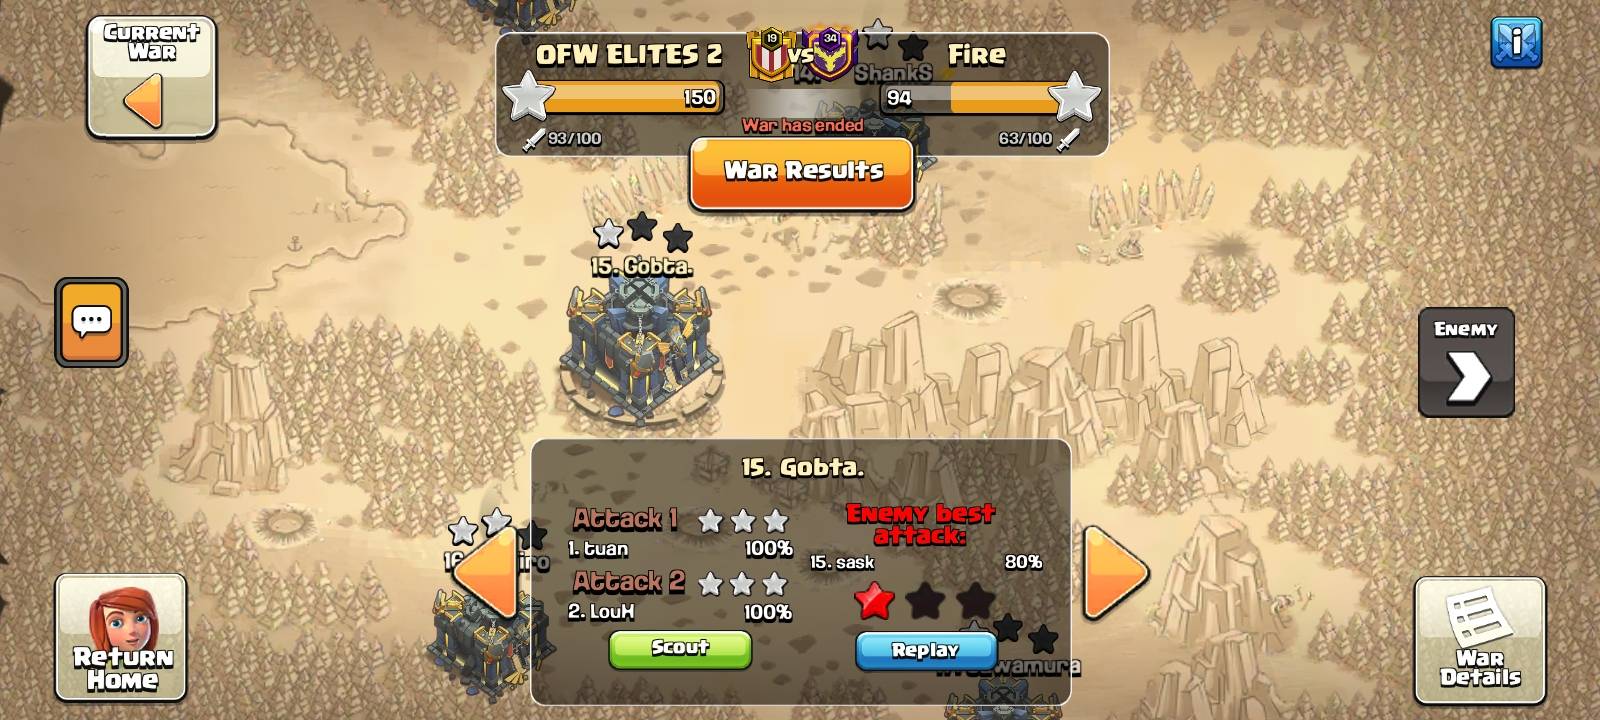 Current
War
OFW ELITES 2
19
VS
34
Fire
ShankS
150
94
War has ended
93/100
63/100
War Results
15. Gobta.
Enemy
15. Gobta.
Attack 1
1. tuan
100%
Attack 2
2. LouX
100%
Enemy best
attack:
15. sask
80%
Scout
Replay
Return
Home
War
Details